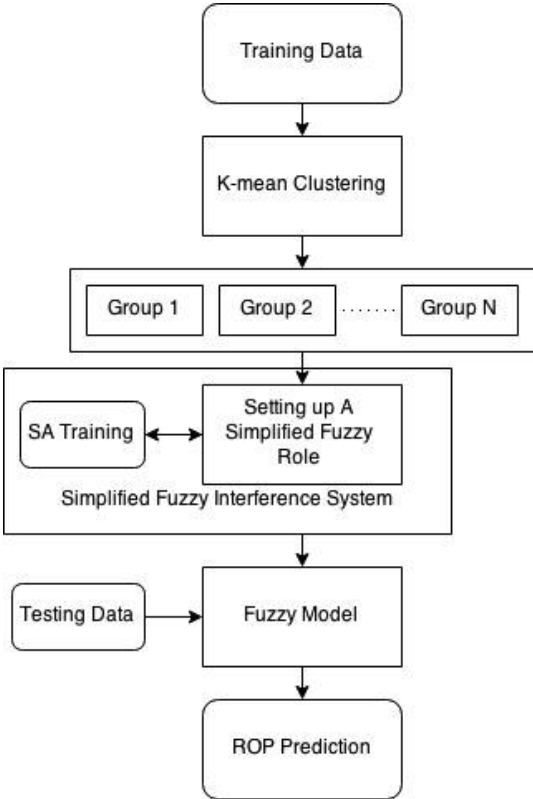 Training Data
K-mean Clustering
Group 1
Group 2
Group N
SA Training
Setting up A
Simplified Fuzzy
Role
Simplified Fuzzy Interference System
Testing Data
Fuzzy Model
ROP Prediction